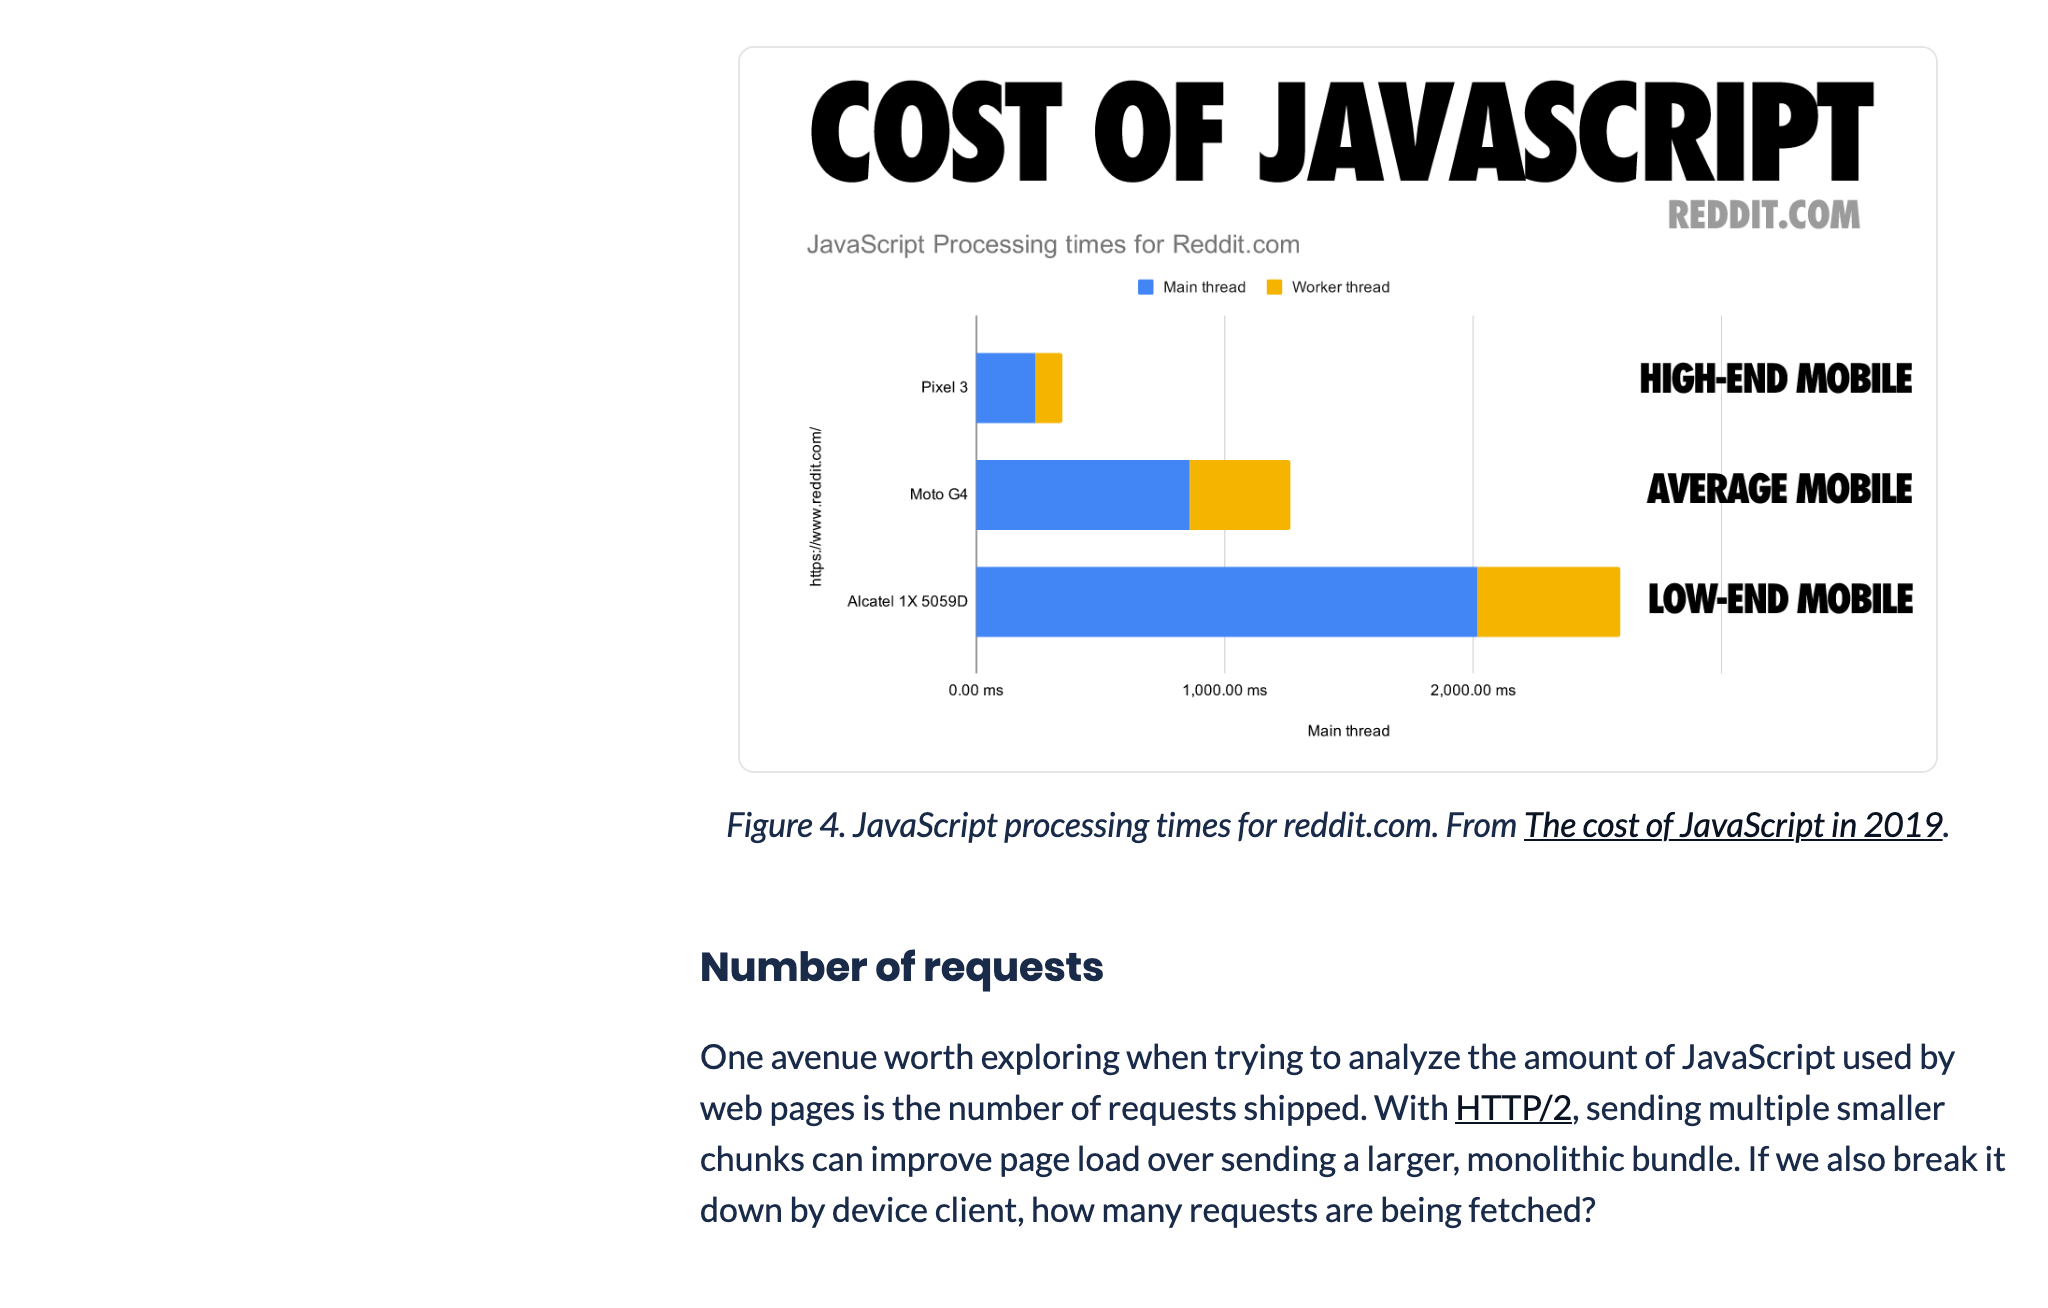 COST OF JAVASCRIPT
REDDIT.COM
JavaScript Processing times for Reddit.com
Main thread Worker thread
https://www.reddit.com/
Pixel 3
HIGH-END MOBILE
Moto G4
AVERAGE MOBILE
Alcatel 1X 5059D
LOW-END MOBILE
0.00 ms 1,000.00 ms 2,000.00 ms
Main thread
Figure 4. JavaScript processing times for reddit.com. From The cost of JavaScript in 2019.
Number of requests
One avenue worth exploring when trying to analyze the amount of JavaScript used by
web pages is the number of requests shipped. With HTTP/2, sending multiple smaller
chunks can improve page load over sending a larger, monolithic bundle. If we also break it
down by device client, how many requests are being fetched?